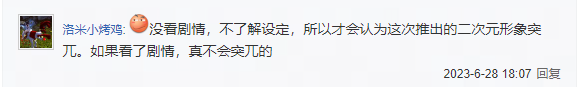 洛米小烤鸡: 没看剧情，不了解设定，所以才会认为这次推出的二次元形象突
兀。如果看了剧情，真不会突兀的
2023-6-28 18:07 回复